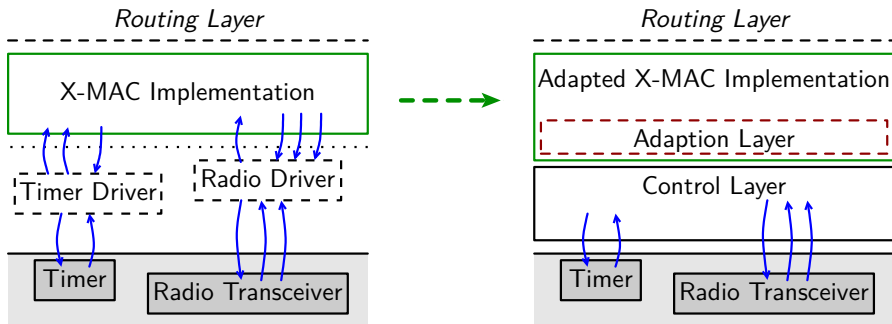 Routing Layer
X-MAC Implementation
Timer Driver
Radio Driver
Timer
Radio Transceiver
Routing Layer
Adapted X-MAC Implementation
Adaption Layer
Control Layer
Timer
Radio Transceiver